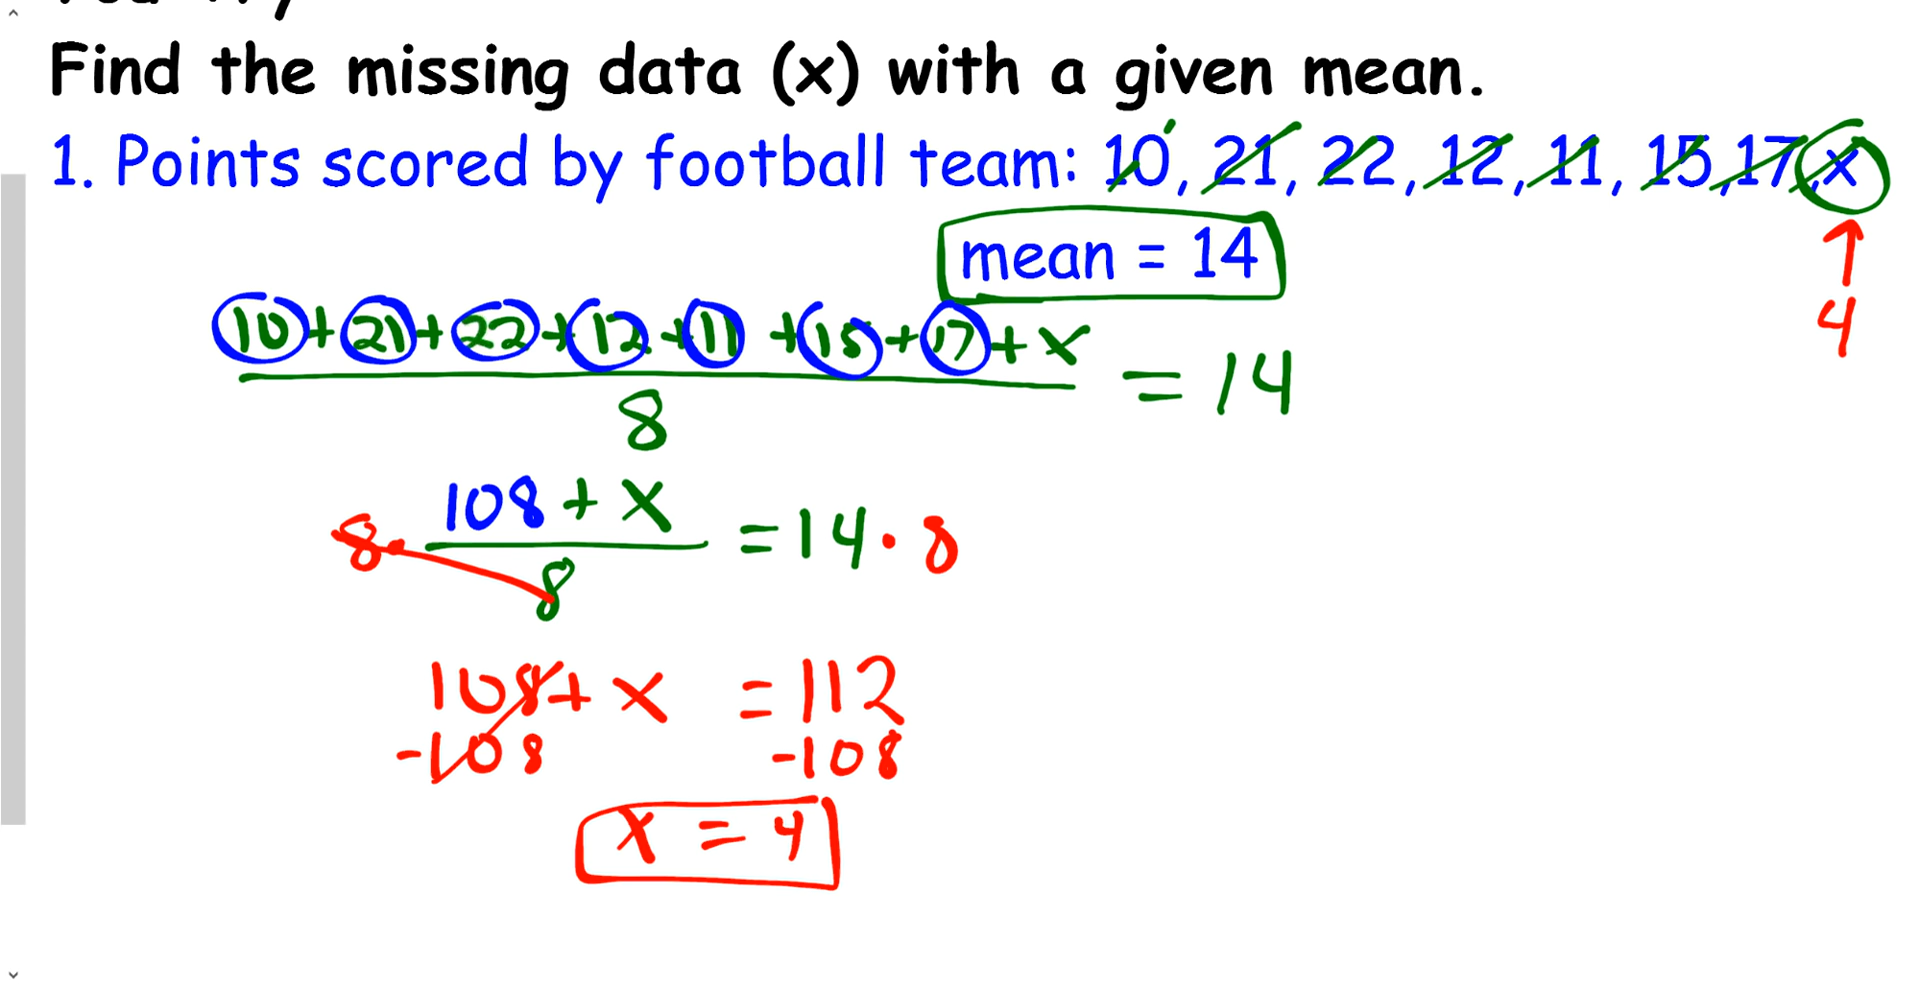 Find the missing data (x) with a given mean.
1. Points scored by football team: 10, 21, 22, 12, 11, 15, 17, x
mean = 14
4
10 + 21 + 22 + 12 + 11 + 15 + 17 + x
= 14
8
108 + x
8 · = 14 · 8
8
108 + x = 112
-108 -108
x = 4